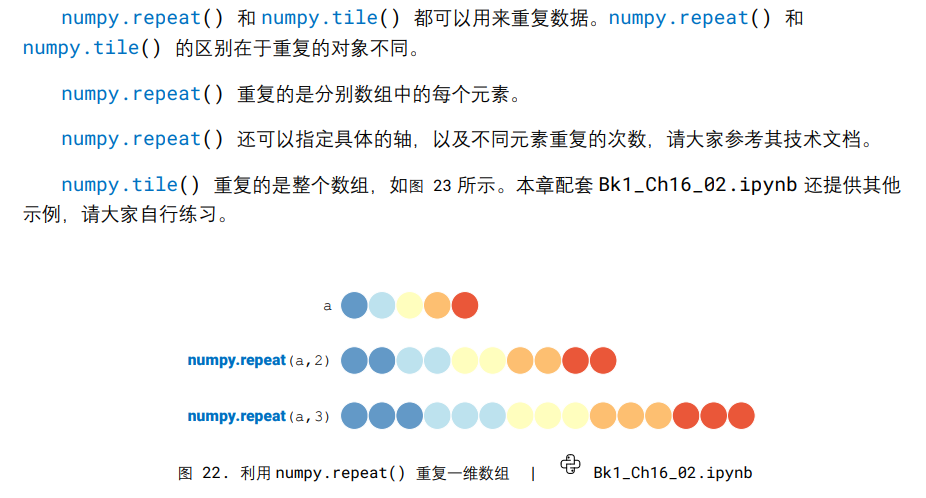 numpy.repeat() 和 numpy.tile() 都可以用来重复数据。numpy.repeat() 和
numpy.tile() 的区别在于重复的对象不同。
numpy.repeat() 重复的是分别数组中的每个元素。
numpy.repeat() 还可以指定具体的轴，以及不同元素重复的次数，请大家参考其技术文档。
numpy.tile() 重复的是整个数组，如图 23 所示。本章配套 Bk1_Ch16_02.ipynb 还提供其他
示例，请大家自行练习。
a
numpy.repeat(a,2)
numpy.repeat(a,3)
图 22. 利用 numpy.repeat() 重复一维数组 | Bk1_Ch16_02.ipynb